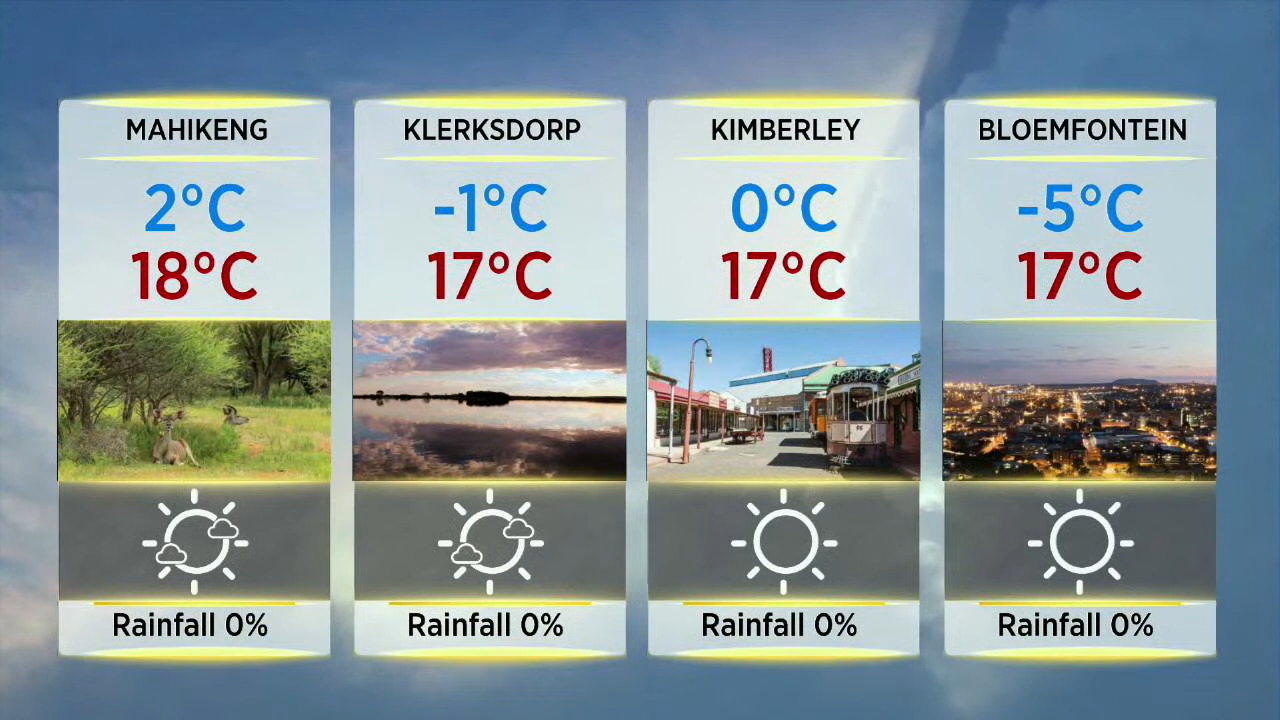 MAHIKENG
2°C
18°C
Rainfall 0%
KLERKSDORP
-1°C
17°C
Rainfall 0%
KIMBERLEY
0°C
17°C
Rainfall 0%
BLOEMFONTEIN
-5°C
17°C
Rainfall 0%